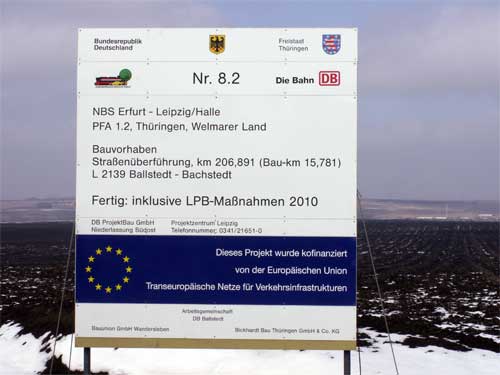 Bundesrepublik
Deutschland
Freistaat
Thüringen
Nr. 8.2
Die Bahn DB
NBS Erfurt - Leipzig/Halle
PFA 1.2, Thüringen, Welmarer Land
Bauvorhaben
Straßenüberführung, km 206,891 (Bau-km 15,781)
L 2139 Ballstedt - Bachstedt
Fertig: inklusive LPB-Maßnahmen 2010
DB ProjektBau GmbH
Niederlassung Südost
Projektzentrum Leipzig
Telefonnummer, 0341/21651-0
Dieses Projekt wurde kofinanziert
von der Europäischen Union
Transeuropäische Netze für Verkehrsinfrastrukturen
Arbeitsgemeinschaft
DB Ballstedt
Bauunion GmbH Wandersleben
Bickhardt Bau Thüringen GmbH & Co. KG